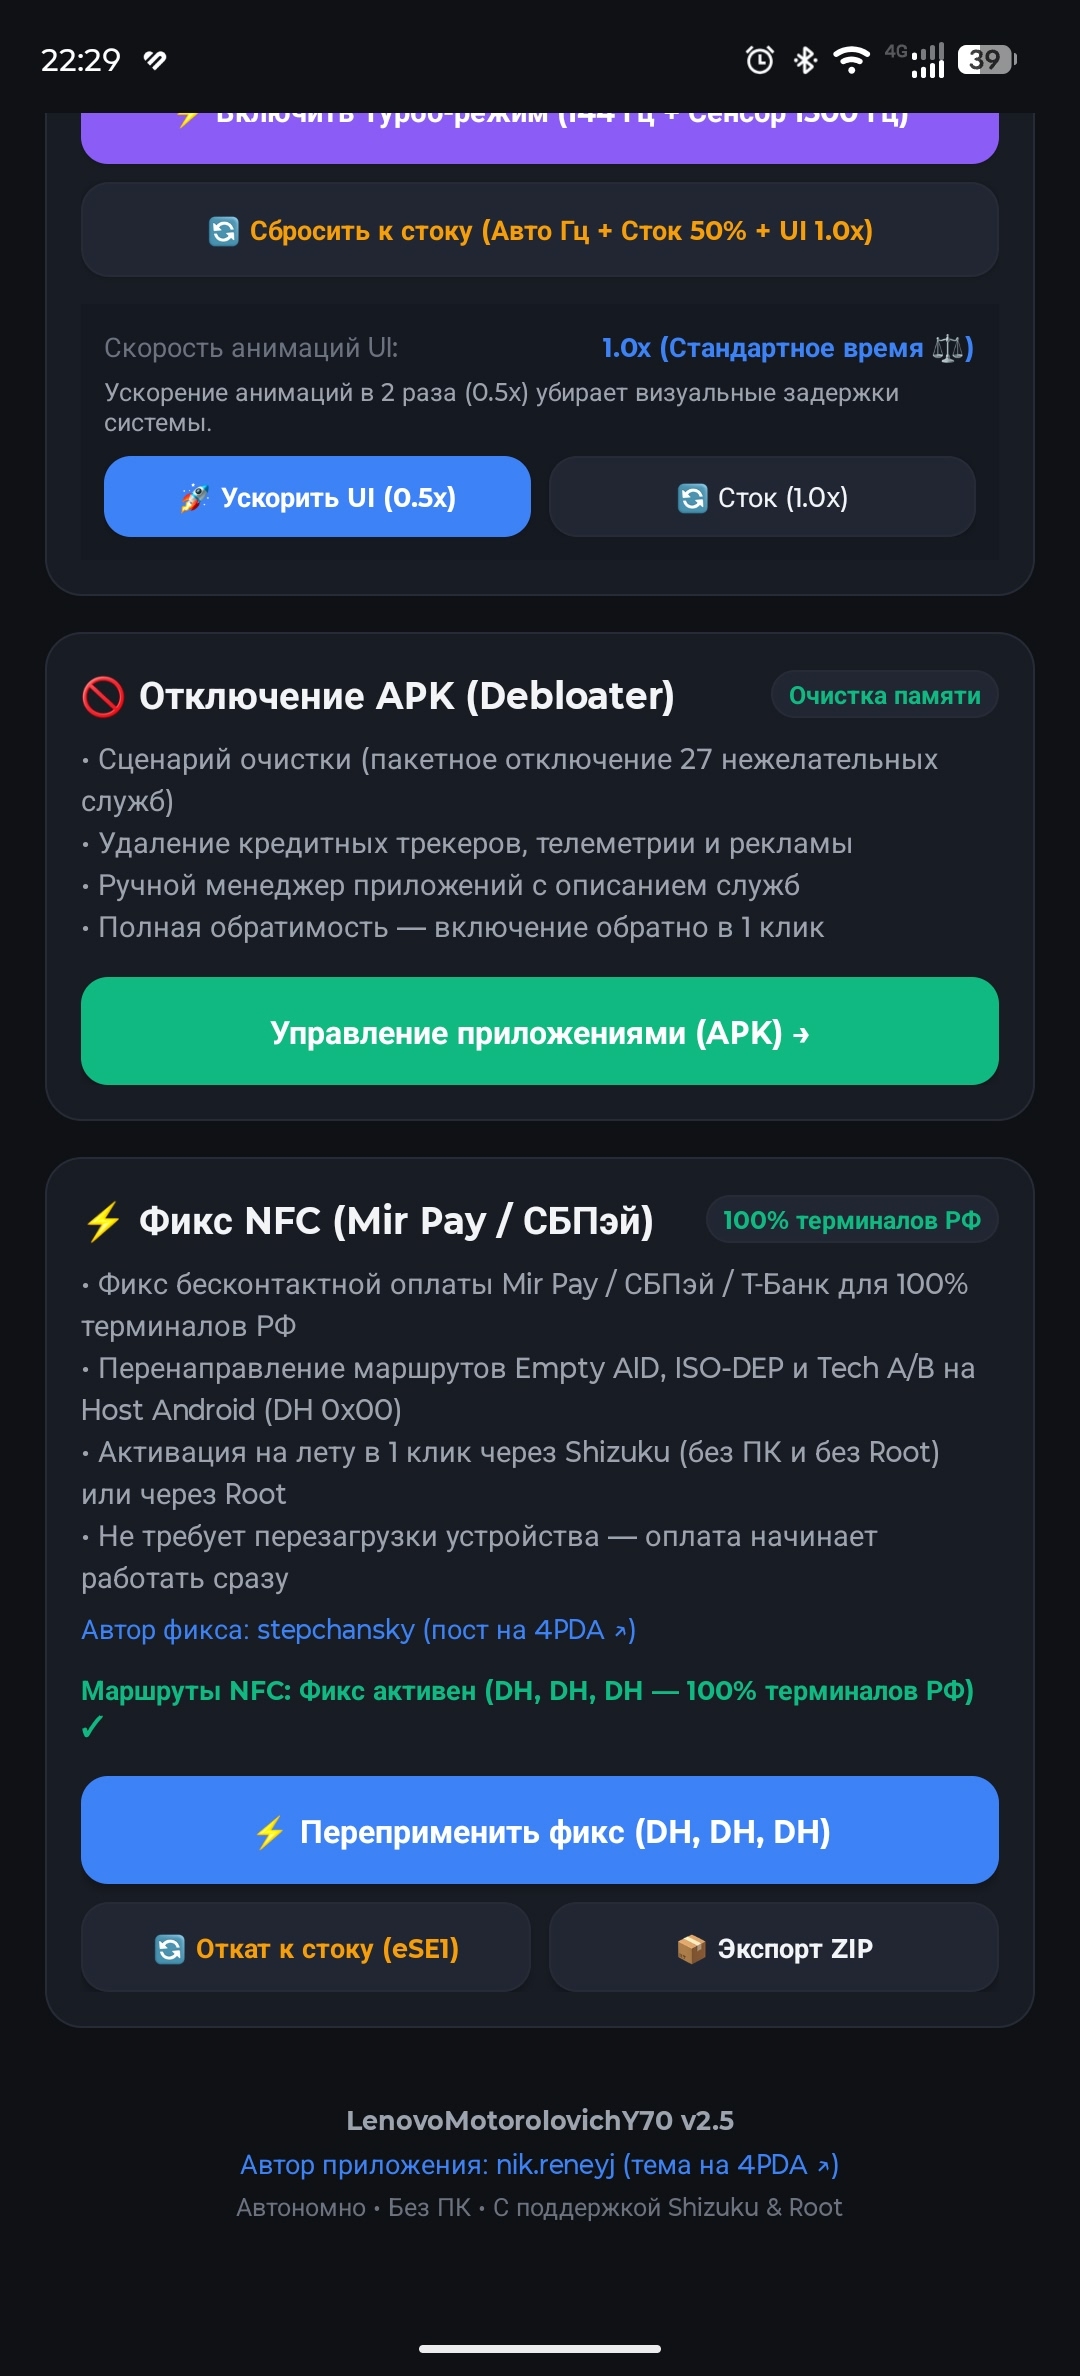 22:29
4G
39
⚡ Включить Турбо-режим (144 Гц + Сенсор 1500 Гц)
🔄 Сбросить к стоку (Авто Гц + Сток 50% + UI 1.0x)
Скорость анимаций UI:
1.0x (Стандартное время ⚖️)
Ускорение анимаций в 2 раза (0.5x) убирает визуальные задержки
системы.
🚀 Ускорить UI (0.5x)
🔄 Сток (1.0x)
🚫 Отключение APK (Debloater)
Очистка памяти
• Сценарий очистки (пакетное отключение 27 нежелательных
служб)
• Удаление кредитных трекеров, телеметрии и рекламы
• Ручной менеджер приложений с описанием служб
• Полная обратимость — включение обратно в 1 клик
Управление приложениями (APK) →
⚡ Фикс NFC (Mir Pay / СБПэй)
100% терминалов РФ
• Фикс бесконтактной оплаты Mir Pay / СБПэй / Т-Банк для 100%
терминалов РФ
• Перенаправление маршрутов Empty AID, ISO-DEP и Tech A/B на
Host Android (DH 0x00)
• Активация на лету в 1 клик через Shizuku (без ПК и без Root)
или через Root
• Не требует перезагрузки устройства — оплата начинает
работать сразу
Автор фикса: stepchansky (пост на 4PDA ↗)
Маршруты NFC: Фикс активен (DH, DH, DH — 100% терминалов РФ)
✓
⚡ Переприменить фикс (DH, DH, DH)
🔄 Откат к стоку (eSE1)
📦 Экспорт ZIP
LenovoMotorolovichY70 v2.5
Автор приложения: nik.reneyj (тема на 4PDA ↗)
Автономно • Без ПК • С поддержкой Shizuku & Root